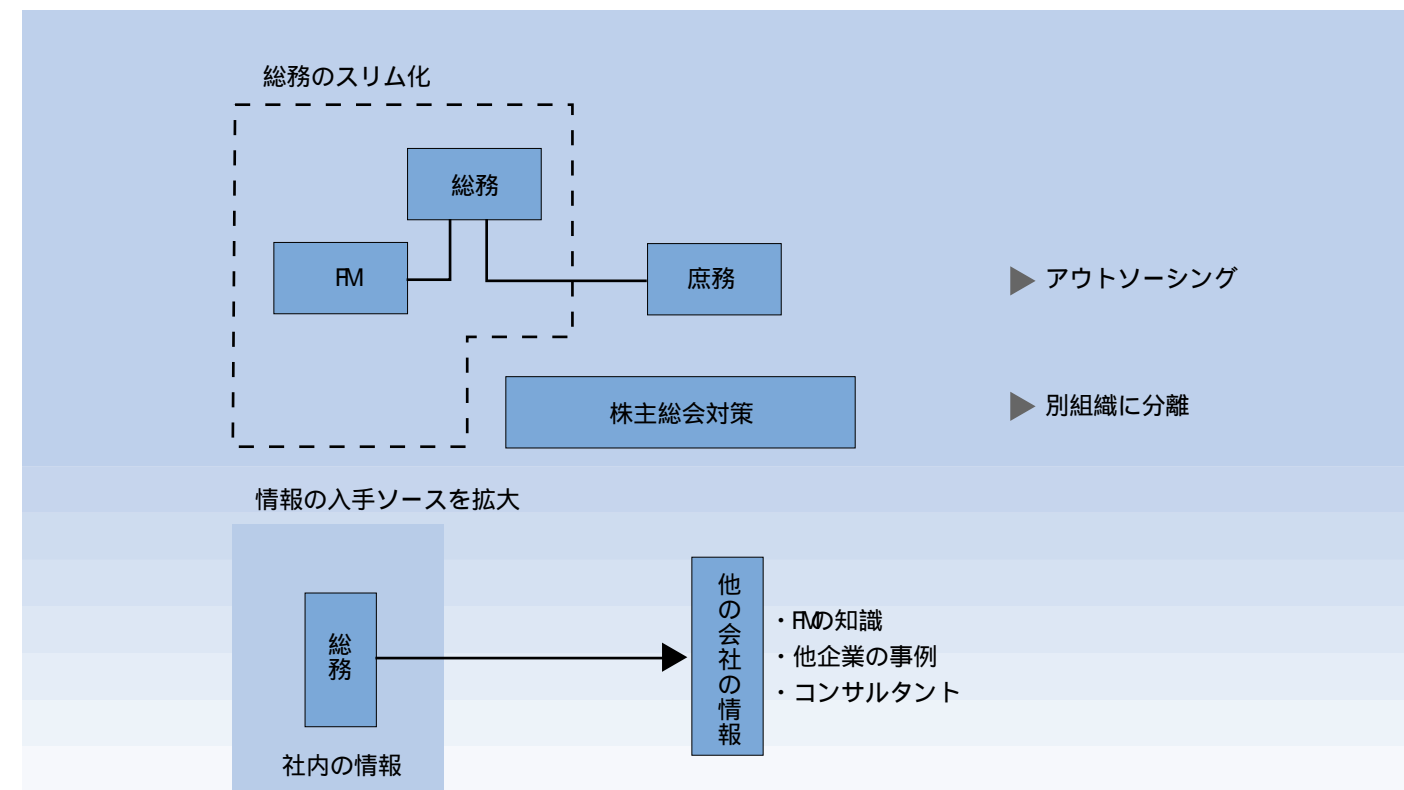 総務のスリム化
総務
FM
庶務
アウトソーシング
株主総会対策
別組織に分離
情報の入手ソースを拡大
総務
社内の情報
他の会社の情報
・FMの知識
・他企業の事例
・コンサルタント